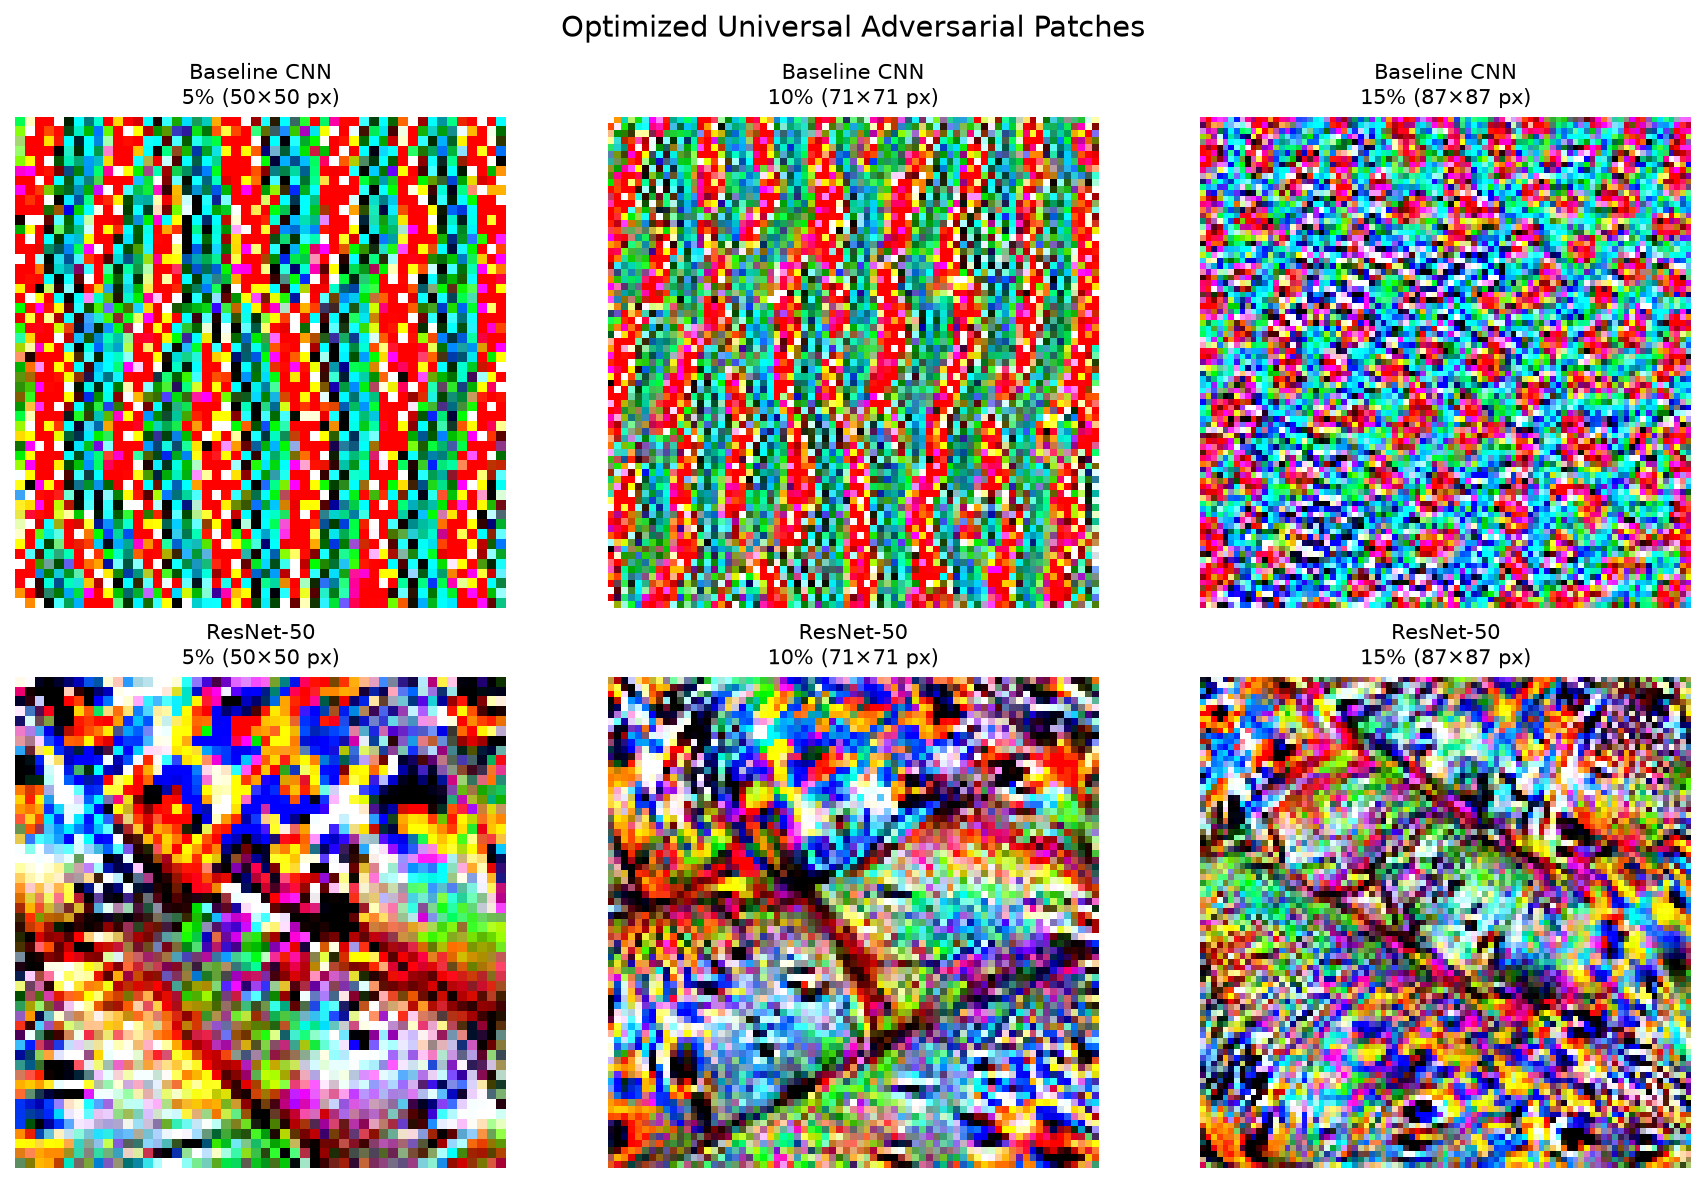 Optimized Universal Adversarial Patches
Baseline CNN
5% (50×50 px)
Baseline CNN
10% (71×71 px)
Baseline CNN
15% (87×87 px)
ResNet-50
5% (50×50 px)
ResNet-50
10% (71×71 px)
ResNet-50
15% (87×87 px)